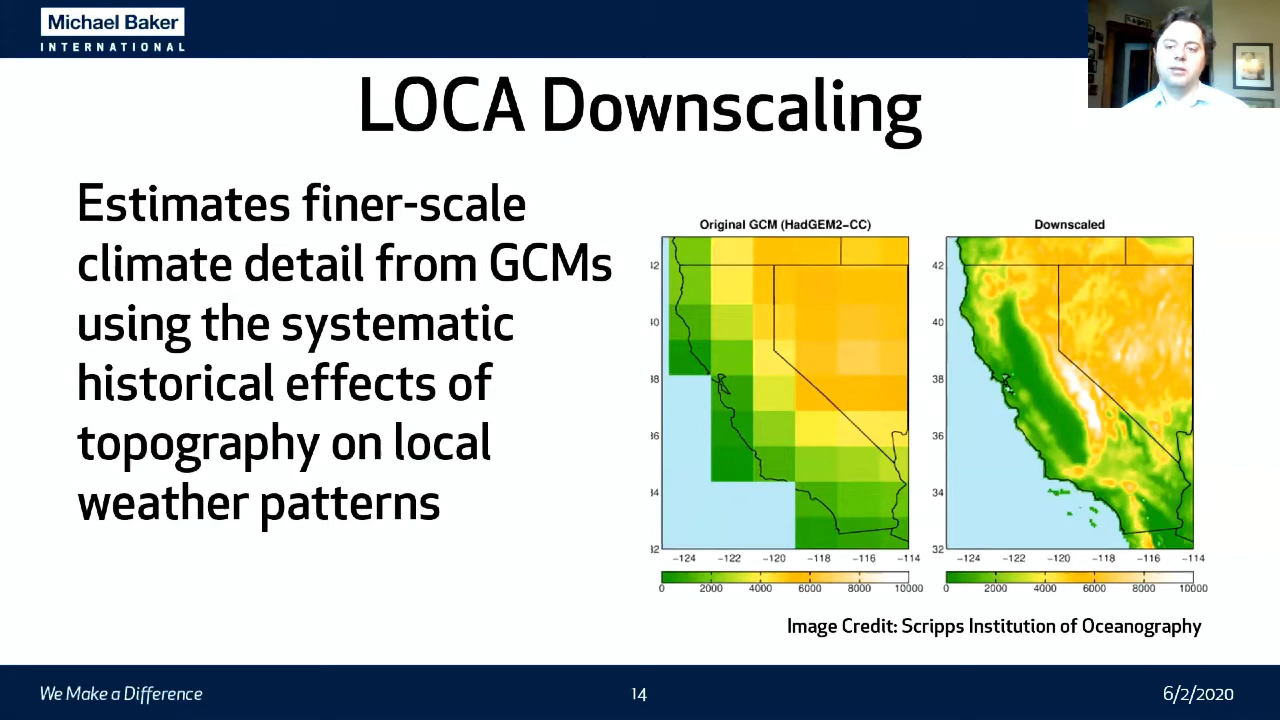 Michael Baker
INTERNATIONAL
LOCA Downscaling
Estimates finer-scale
climate detail from GCMs
using the systematic
historical effects of
topography on local
weather patterns
Original GCM (HadGEM2-CC)
42
40
38
36
34
32
-124 -122 -120 -118 -116 -114
0 2000 4000 6000 8000 10000
Downscaled
42
40
38
36
34
32
-124 -122 -120 -118 -116 -114
0 2000 4000 6000 8000 10000
Image Credit: Scripps Institution of Oceanography
We Make a Difference
14
6/2/2020